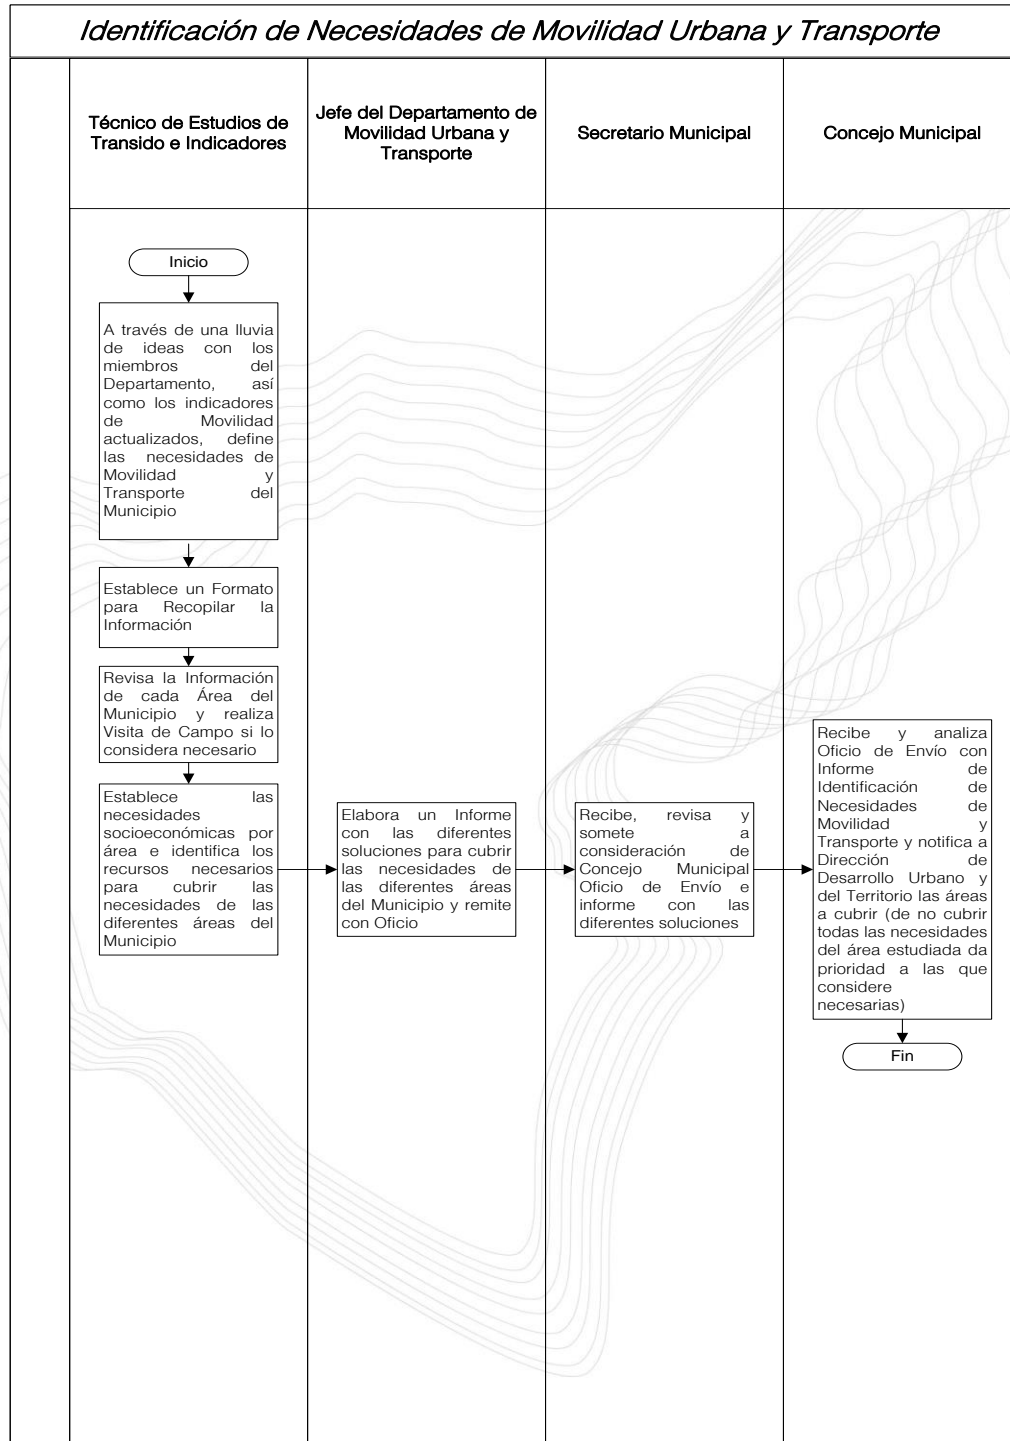 Identificación de Necesidades de Movilidad Urbana y Transporte
Técnico de Estudios de
Transido e Indicadores
Jefe del Departamento de
Movilidad Urbana y
Transporte
Secretario Municipal
Concejo Municipal
Inicio
A través de una lluvia
de ideas con los
miembros del
Departamento, así
como los indicadores
de Movilidad
actualizados, define
las necesidades de
Movilidad y
Transporte del
Municipio
Establece un Formato
para Recopilar la
Información
Revisa la Información
de cada Área del
Municipio y realiza
Visita de Campo si lo
considera necesario
Establece las
necesidades
socioeconómicas por
área e identifica los
recursos necesarios
para cubrir las
necesidades de las
diferentes áreas del
Municipio
Elabora un Informe
con las diferentes
soluciones para cubrir
las necesidades de
las diferentes áreas
del Municipio y remite
con Oficio
Recibe, revisa y
somete a
consideración de
Concejo Municipal
Oficio de Envío e
informe con las
diferentes soluciones
Recibe y analiza
Oficio de Envío con
Informe de
Identificación de
Necesidades de
Movilidad y
Transporte y notifica a
Dirección de
Desarrollo Urbano y
del Territorio las áreas
a cubrir (de no cubrir
todas las necesidades
del área estudiada da
prioridad a las que
considere
necesarias)
Fin